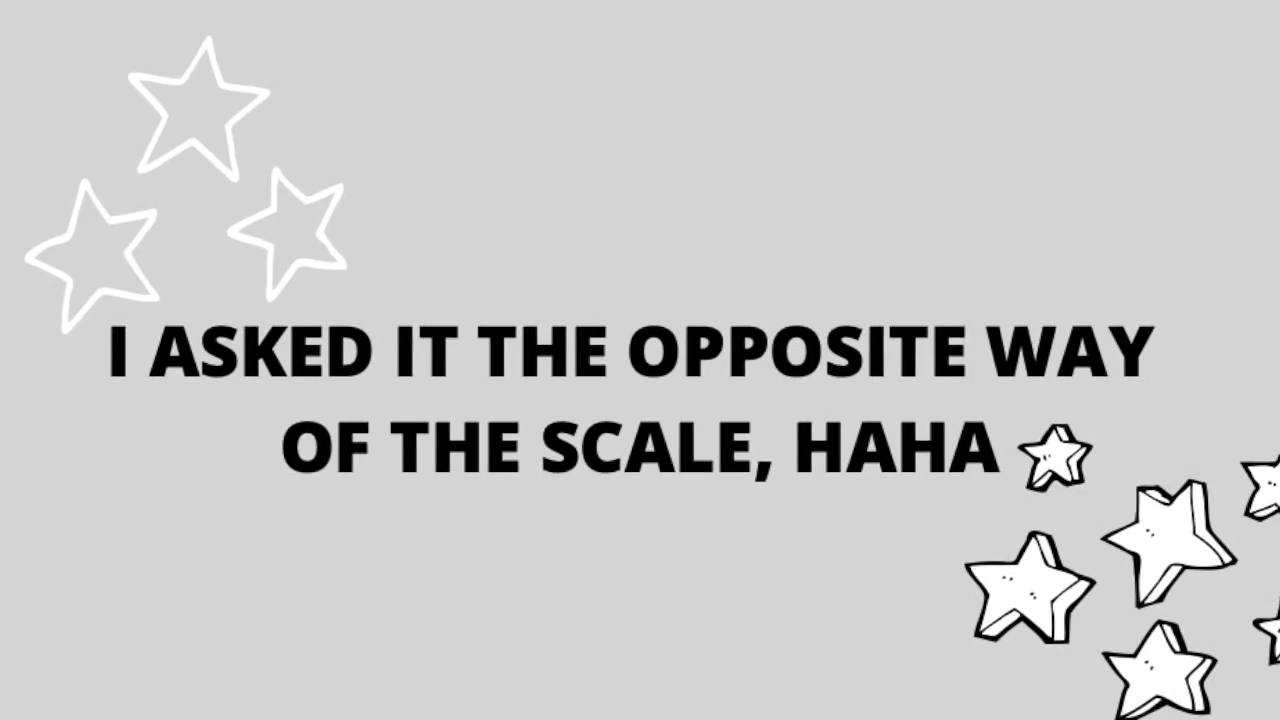 I ASKED IT THE OPPOSITE WAY
OF THE SCALE, HAHA